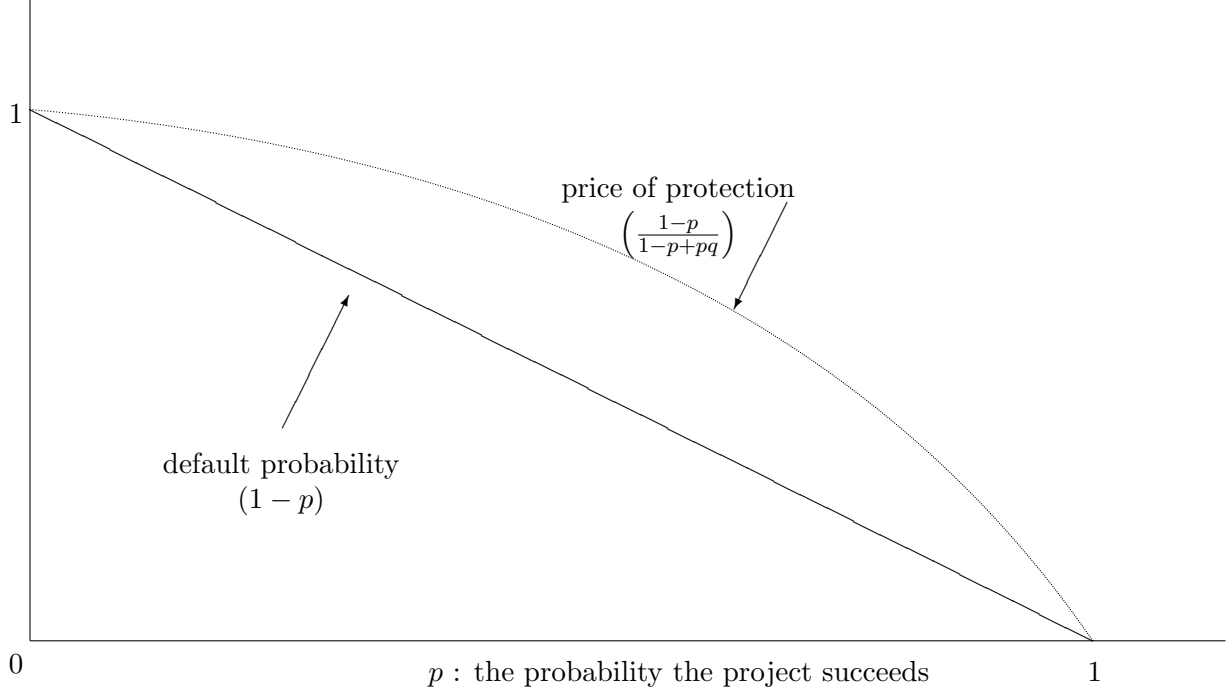 1
price of protection
(1−p / 1−p+pq)
default probability
(1 − p)
0
p : the probability the project succeeds
1